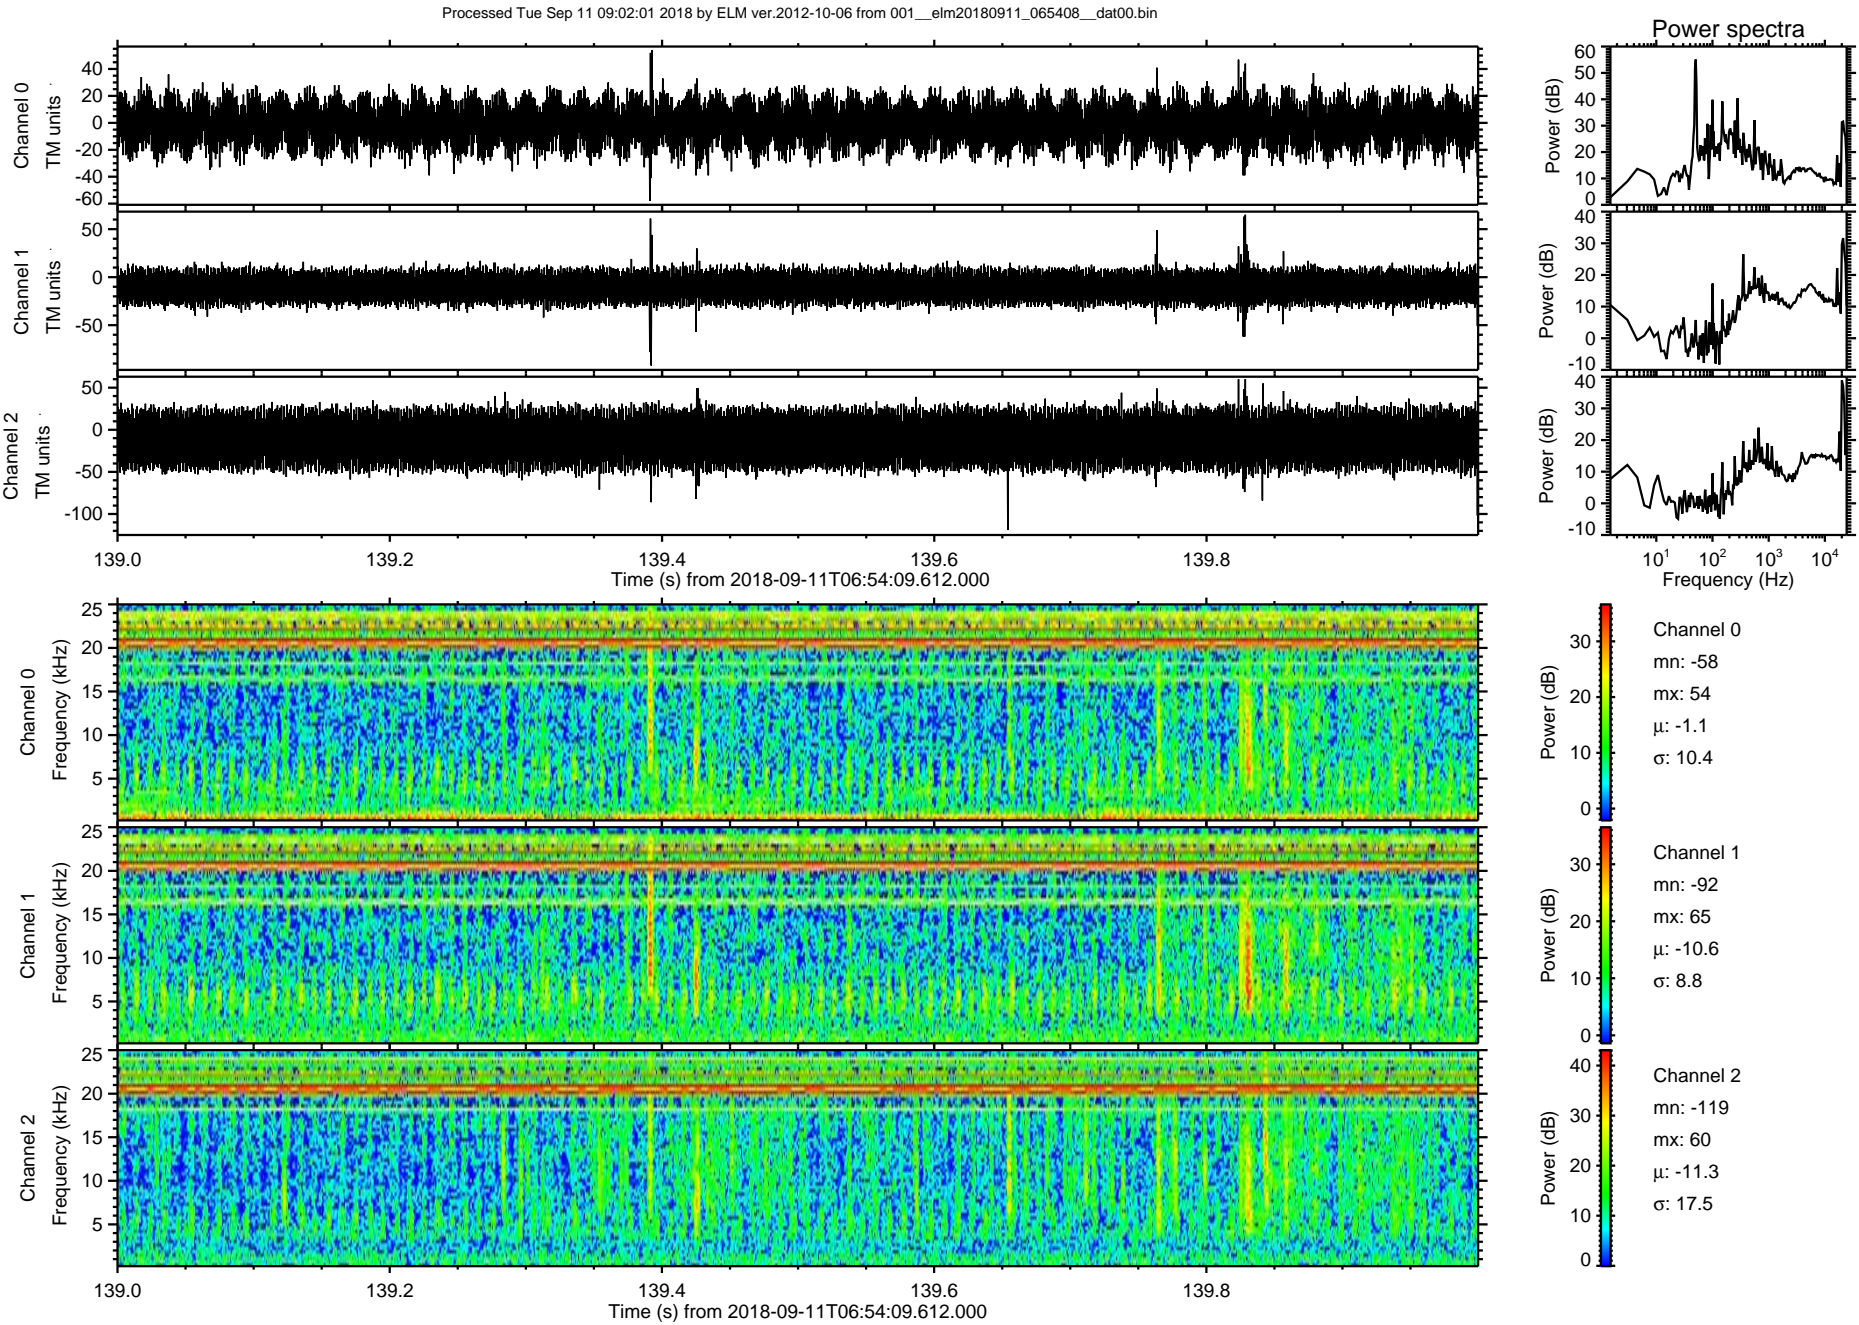 Processed Tue Sep 11 09:02:01 2018 by ELM ver.2012-10-06 from 001__elm20180911_065408__dat00.bin
Power spectra
Channel 0
TM units
40
20
0
-20
-40
-60
Power (dB)
60
50
40
30
20
10
0
Channel 1
TM units
50
0
-50
Power (dB)
40
30
20
10
0
-10
Channel 2
TM units
50
0
-50
-100
Power (dB)
40
30
20
10
0
-10
139.0 139.2 139.4 139.6 139.8
Time (s) from 2018-09-11T06:54:09.612.000
10¹ 10² 10³ 10⁴
Frequency (Hz)
Channel 0
Frequency (kHz)
25
20
15
10
5
Power (dB)
30
20
10
0
Channel 0
mn: -58
mx: 54
μ: -1.1
σ: 10.4
Channel 1
Frequency (kHz)
25
20
15
10
5
Power (dB)
30
20
10
0
Channel 1
mn: -92
mx: 65
μ: -10.6
σ: 8.8
Channel 2
Frequency (kHz)
25
20
15
10
5
Power (dB)
40
30
20
10
0
Channel 2
mn: -119
mx: 60
μ: -11.3
σ: 17.5
139.0 139.2 139.4 139.6 139.8
Time (s) from 2018-09-11T06:54:09.612.000